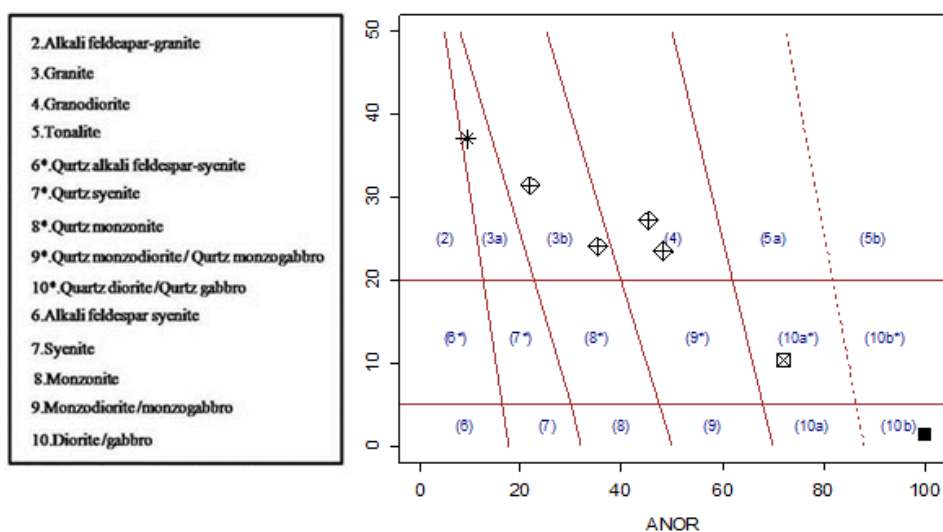 2.Alkali feldeapar-granite
3.Granite
4.Granodiorite
5.Tonalite
6*.Qurtz alkali feldespar-syenite
7*.Qurtz syenite
8*.Qurtz monzonite
9*.Qurtz monzodiorite/ Qurtz monzogabbro
10*.Quartz diorite/Qurtz gabbro
6.Alkali feldespar syenite
7.Syenite
8.Monzonite
9.Monzodiorite/monzogabbro
10.Diorite/gabbro
50
40
30
20
10
0
(2) (3a) (3b) (4) (5a) (5b)
(6*) (7*) (8*) (9*) (10a*) (10b*)
(6) (7) (8) (9) (10a) (10b)
0 20 40 60 80 100
ANOR